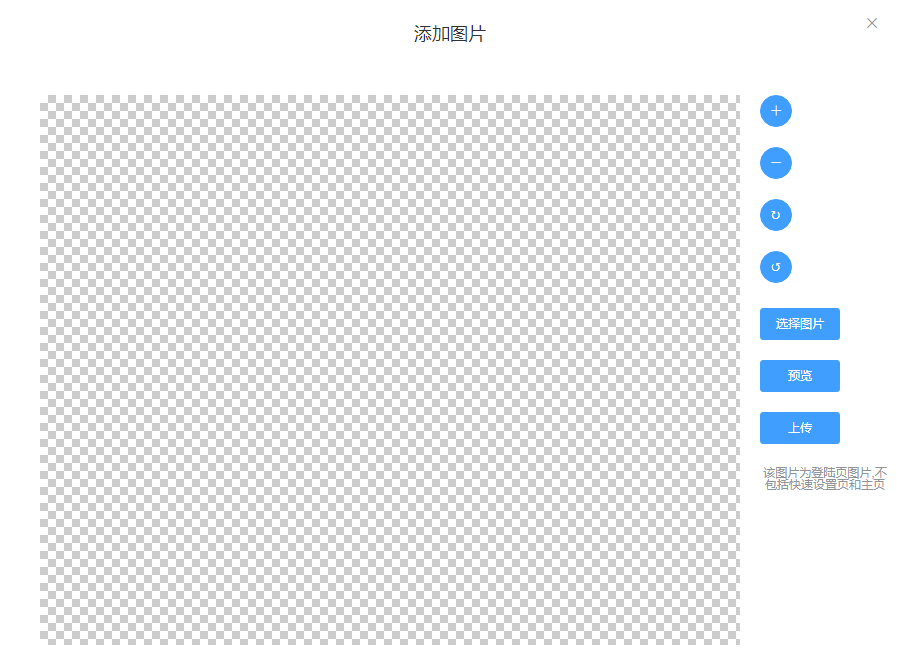 添加图片
选择图片
预览
上传
该图片为登陆页图片,不
包括快速设置页和主页